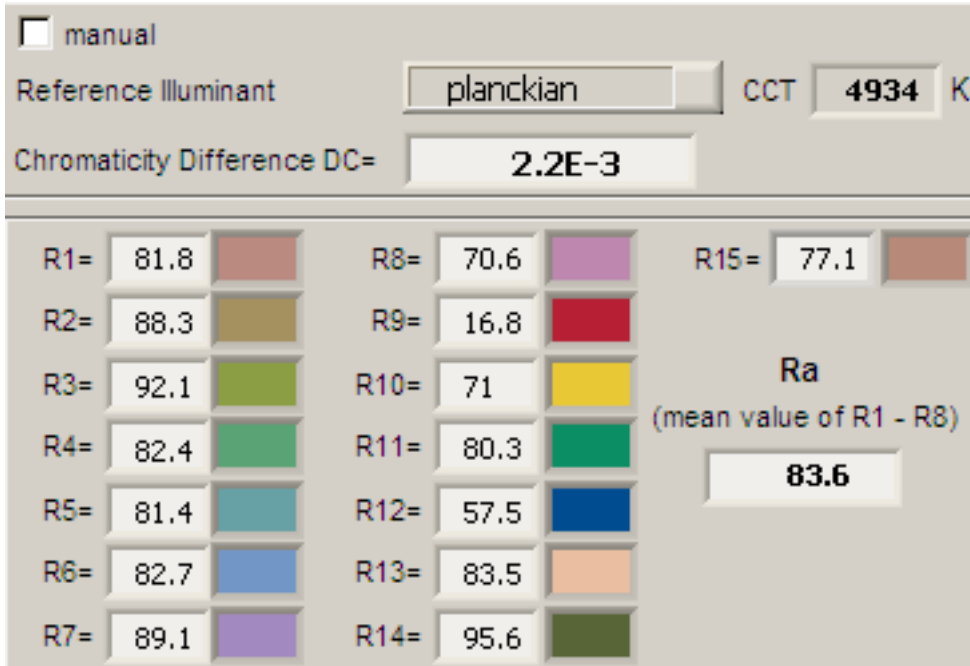 manual
Reference Illuminant planckian CCT 4934 K
Chromaticity Difference DC= 2.2E-3
R1= 81.8 R8= 70.6 R15= 77.1
R2= 88.3 R9= 16.8
R3= 92.1 R10= 71 Ra
(mean value of R1 - R8)
R4= 82.4 R11= 80.3
83.6
R5= 81.4 R12= 57.5
R6= 82.7 R13= 83.5
R7= 89.1 R14= 95.6